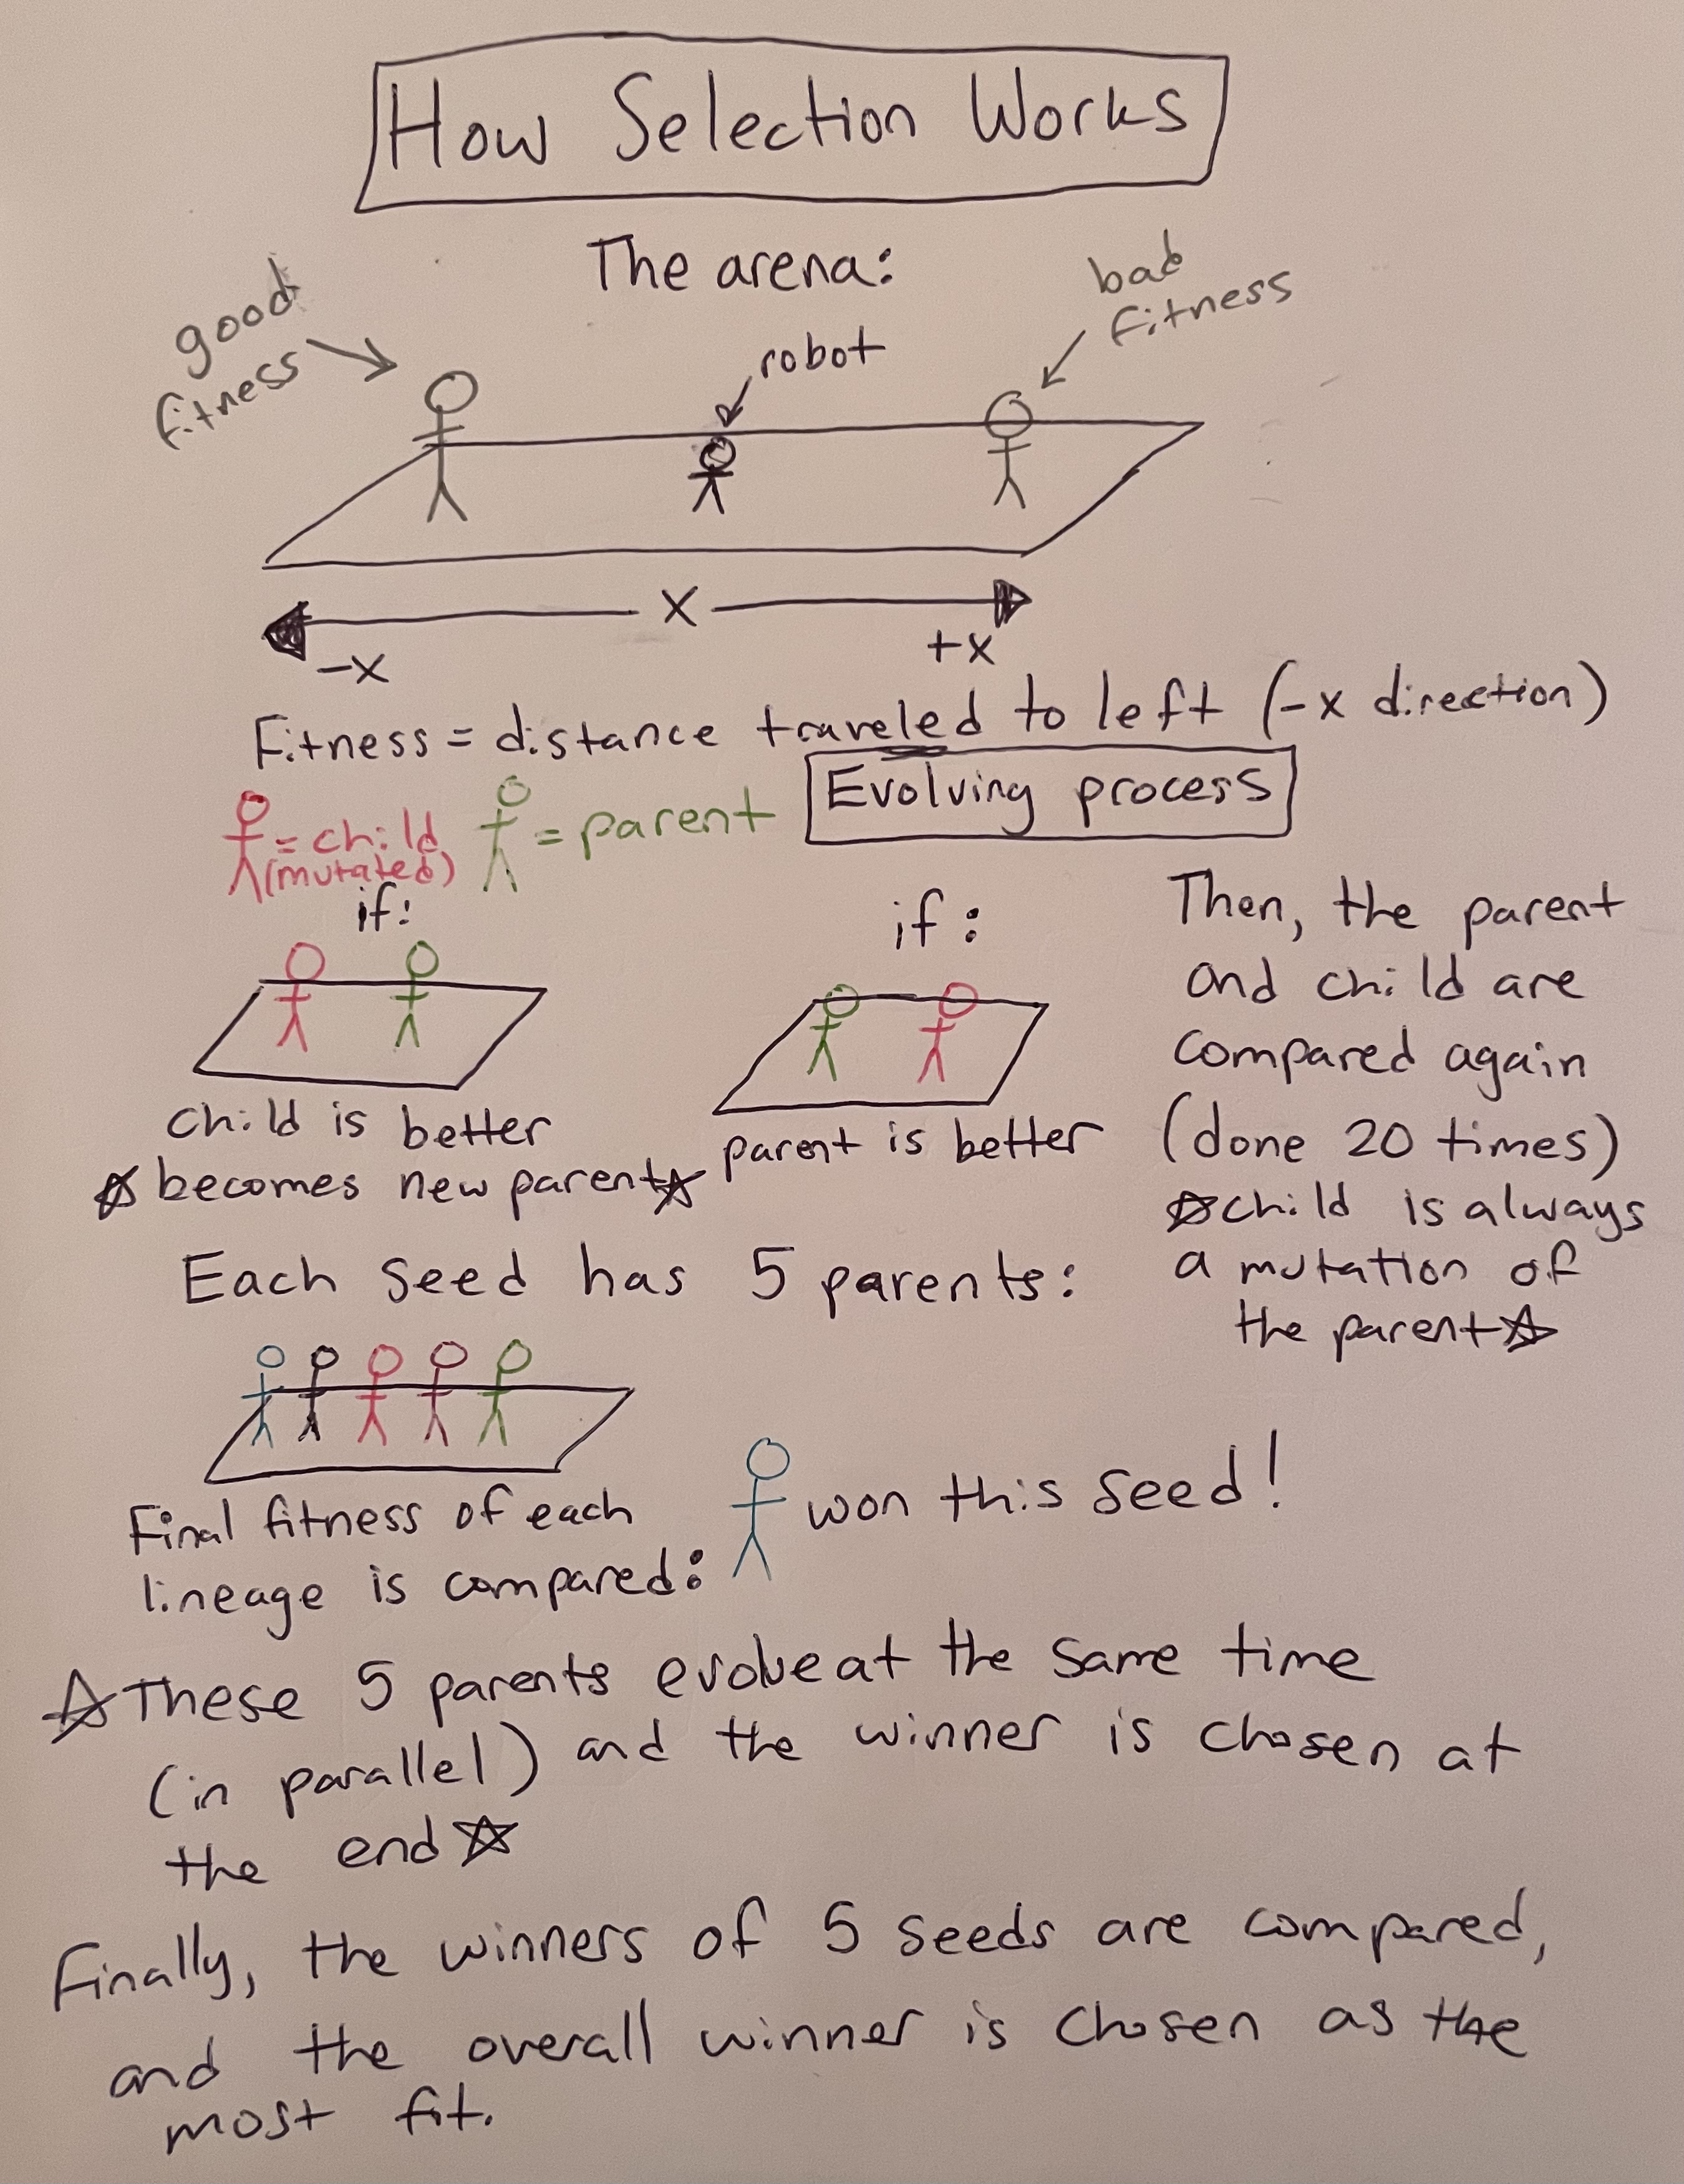 How Selection Works
The arena:
good
fitness
robot
bad
fitness
X
-X
+X
Fitness = distance traveled to left (-x direction)
= child
(mutated)
= parent
Evolving process
if:
child is better
☆ becomes new parent ☆
if:
parent is better
Then, the parent
and child are
compared again
(done 20 times)
☆ child is always
a mutation of
the parent ☆
Each seed has 5 parents:
Final fitness of each
lineage is compared:
won this seed!
☆ These 5 parents evolve at the same time
(in parallel) and the winner is chosen at
the end ☆
Finally, the winners of 5 seeds are compared,
and the overall winner is chosen as the
most fit.